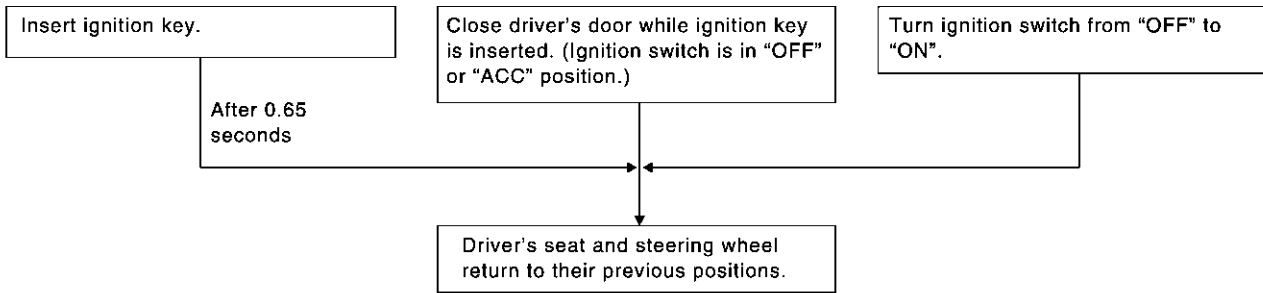 Insert ignition key.
Close driver's door while ignition key
is inserted. (Ignition switch is in “OFF”
or “ACC” position.)
Turn ignition switch from “OFF” to
“ON”.
After 0.65
seconds
Driver's seat and steering wheel
return to their previous positions.